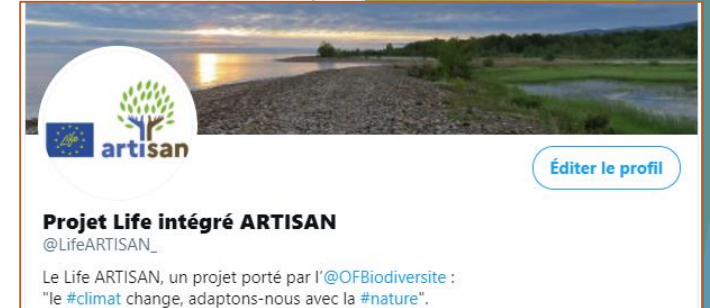 Life
artisan
Éditer le profil
Projet Life intégré ARTISAN
@LifeARTISAN_
Le Life ARTISAN, un projet porté par l'@OFBiodiversite :
"le #climat change, adaptons-nous avec la #nature".